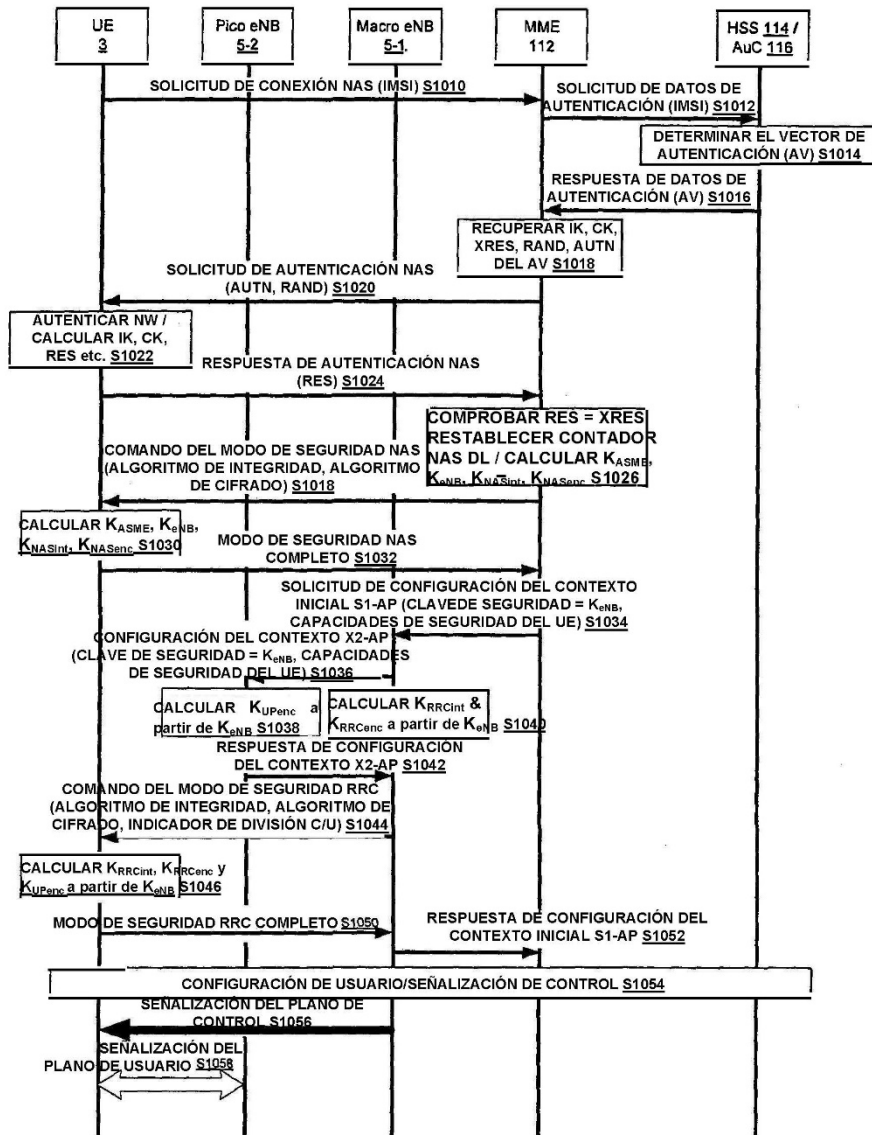 UE
3
Pico eNB
5-2
Macro eNB
5-1.
MME
112
HSS 114 /
AuC 116
SOLICITUD DE CONEXIÓN NAS (IMSI) S1010
SOLICITUD DE DATOS DE
AUTENTICACIÓN (IMSI) S1012
DETERMINAR EL VECTOR DE
AUTENTICACIÓN (AV) S1014
RESPUESTA DE DATOS DE
AUTENTICACIÓN (AV) S1016
RECUPERAR IK, CK,
XRES, RAND, AUTN
DEL AV S1018
SOLICITUD DE AUTENTICACIÓN NAS
(AUTN, RAND) S1020
AUTENTICAR NW /
CALCULAR IK, CK,
RES etc. S1022
RESPUESTA DE AUTENTICACIÓN NAS
(RES) S1024
COMPROBAR RES = XRES
RESTABLECER CONTADOR
NAS DL / CALCULAR KASME,
KeNB, KNASint, KNASenc S1026
COMANDO DEL MODO DE SEGURIDAD NAS
(ALGORITMO DE INTEGRIDAD, ALGORITMO
DE CIFRADO) S1018
CALCULAR KASME, KeNB,
KNASint, KNASenc S1030
MODO DE SEGURIDAD NAS
COMPLETO S1032
SOLICITUD DE CONFIGURACIÓN DEL CONTEXTO
INICIAL S1-AP (CLAVEDE SEGURIDAD = KeNB,
CAPACIDADES DE SEGURIDAD DEL UE) S1034
CONFIGURACIÓN DEL CONTEXTO X2-AP
(CLAVE DE SEGURIDAD = KeNB, CAPACIDADES
DE SEGURIDAD DEL UE) S1036
CALCULAR KUPenc a
partir de KeNB S1038
CALCULAR KRRCint &
KRRCenc a partir de KeNB S1040
RESPUESTA DE CONFIGURACIÓN
DEL CONTEXTO X2-AP S1042
COMANDO DEL MODO DE SEGURIDAD RRC
(ALGORITMO DE INTEGRIDAD, ALGORITMO DE
CIFRADO, INDICADOR DE DIVISIÓN C/U) S1044
CALCULAR KRRCint, KRRCenc y
KUPenc a partir de KeNB S1046
MODO DE SEGURIDAD RRC COMPLETO S1050
RESPUESTA DE CONFIGURACIÓN DEL
CONTEXTO INICIAL S1-AP S1052
CONFIGURACIÓN DE USUARIO/SEÑALIZACIÓN DE CONTROL S1054
SEÑALIZACIÓN DEL PLANO DE
CONTROL S1056
SEÑALIZACIÓN DEL
PLANO DE USUARIO S1058